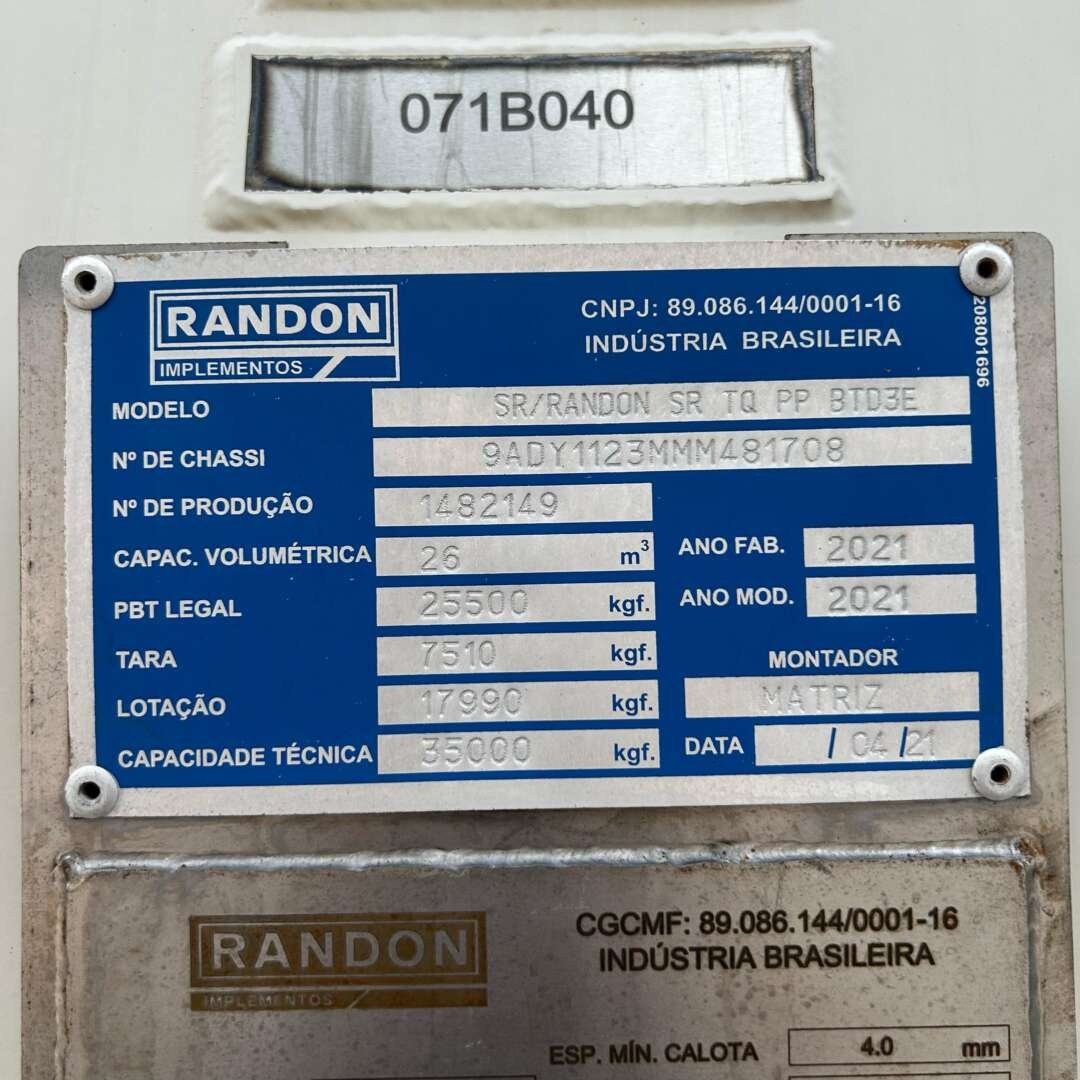 071B040
RANDON
IMPLEMENTOS
CNPJ: 89.086.144/0001-16
INDÚSTRIA BRASILEIRA
208001696
MODELO SR/RANDON SR TQ PP BTD3E
Nº DE CHASSI 9ADY1123MMM481708
Nº DE PRODUÇÃO 1482149
CAPAC. VOLUMÉTRICA 26 m³ ANO FAB. 2021
PBT LEGAL 25500 kgf. ANO MOD. 2021
TARA 7510 kgf. MONTADOR
LOTAÇÃO 17990 kgf. MATRIZ
CAPACIDADE TÉCNICA 35000 kgf. DATA / 04 /21
RANDON
IMPLEMENTOS
CGCMF: 89.086.144/0001-16
INDÚSTRIA BRASILEIRA
ESP. MÍN. CALOTA 4.0 mm